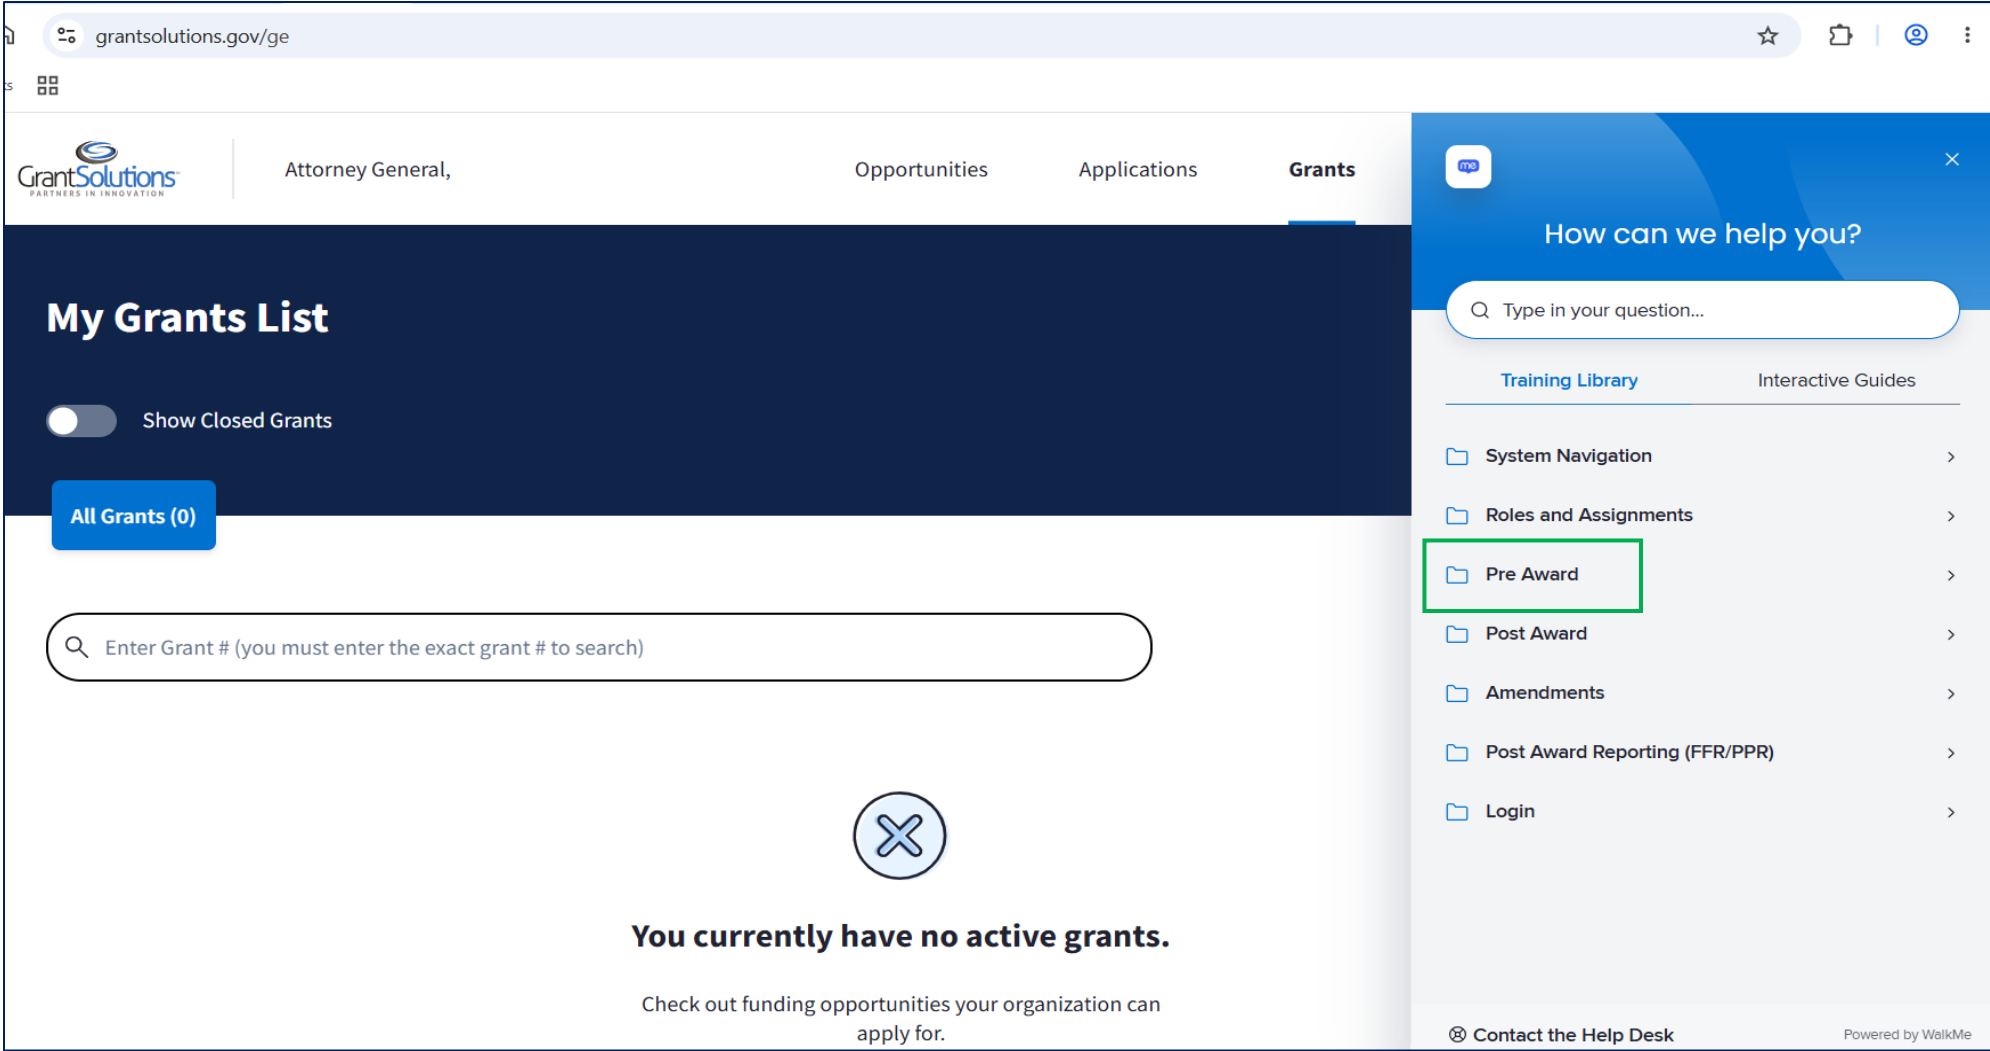 grantsolutions.gov/ge
GrantSolutions
PARTNERS IN INNOVATION
Attorney General,
Opportunities
Applications
Grants
My Grants List
Show Closed Grants
All Grants (0)
Enter Grant # (you must enter the exact grant # to search)
You currently have no active grants.
Check out funding opportunities your organization can
apply for.
me
How can we help you?
Type in your question...
Training Library
Interactive Guides
System Navigation
Roles and Assignments
Pre Award
Post Award
Amendments
Post Award Reporting (FFR/PPR)
Login
Contact the Help Desk
Powered by WalkMe